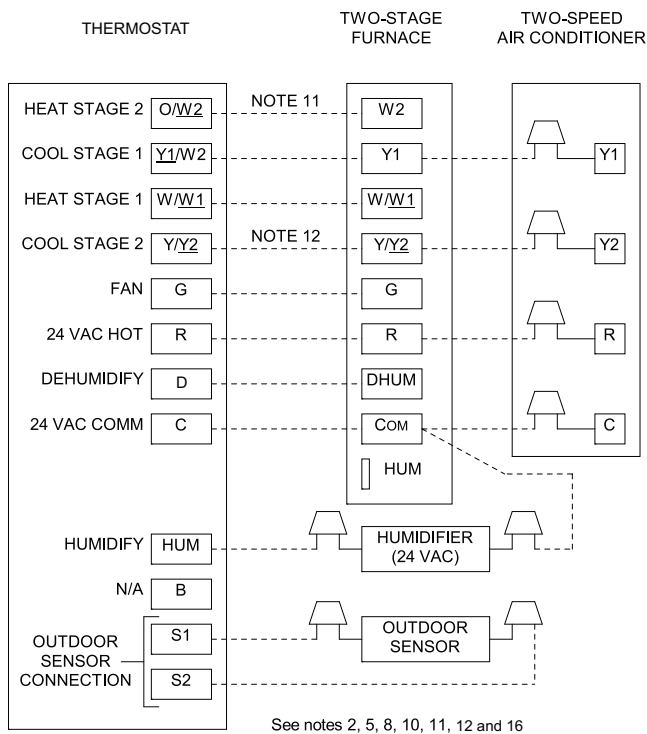 THERMOSTAT
TWO-STAGE
FURNACE
TWO-SPEED
AIR CONDITIONER
HEAT STAGE 2 O/W2 NOTE 11 W2
COOL STAGE 1 Y1/W2 Y1 Y1
HEAT STAGE 1 W/W1 W/W1
COOL STAGE 2 Y/Y2 NOTE 12 Y/Y2 Y2
FAN G G
24 VAC HOT R R R
DEHUMIDIFY D DHUM
24 VAC COMM C COM C
HUM
HUMIDIFY HUM HUMIDIFIER
(24 VAC)
N/A B
S1 OUTDOOR
SENSOR
OUTDOOR
SENSOR
CONNECTION
S2
See notes 2, 5, 8, 10, 11, 12 and 16